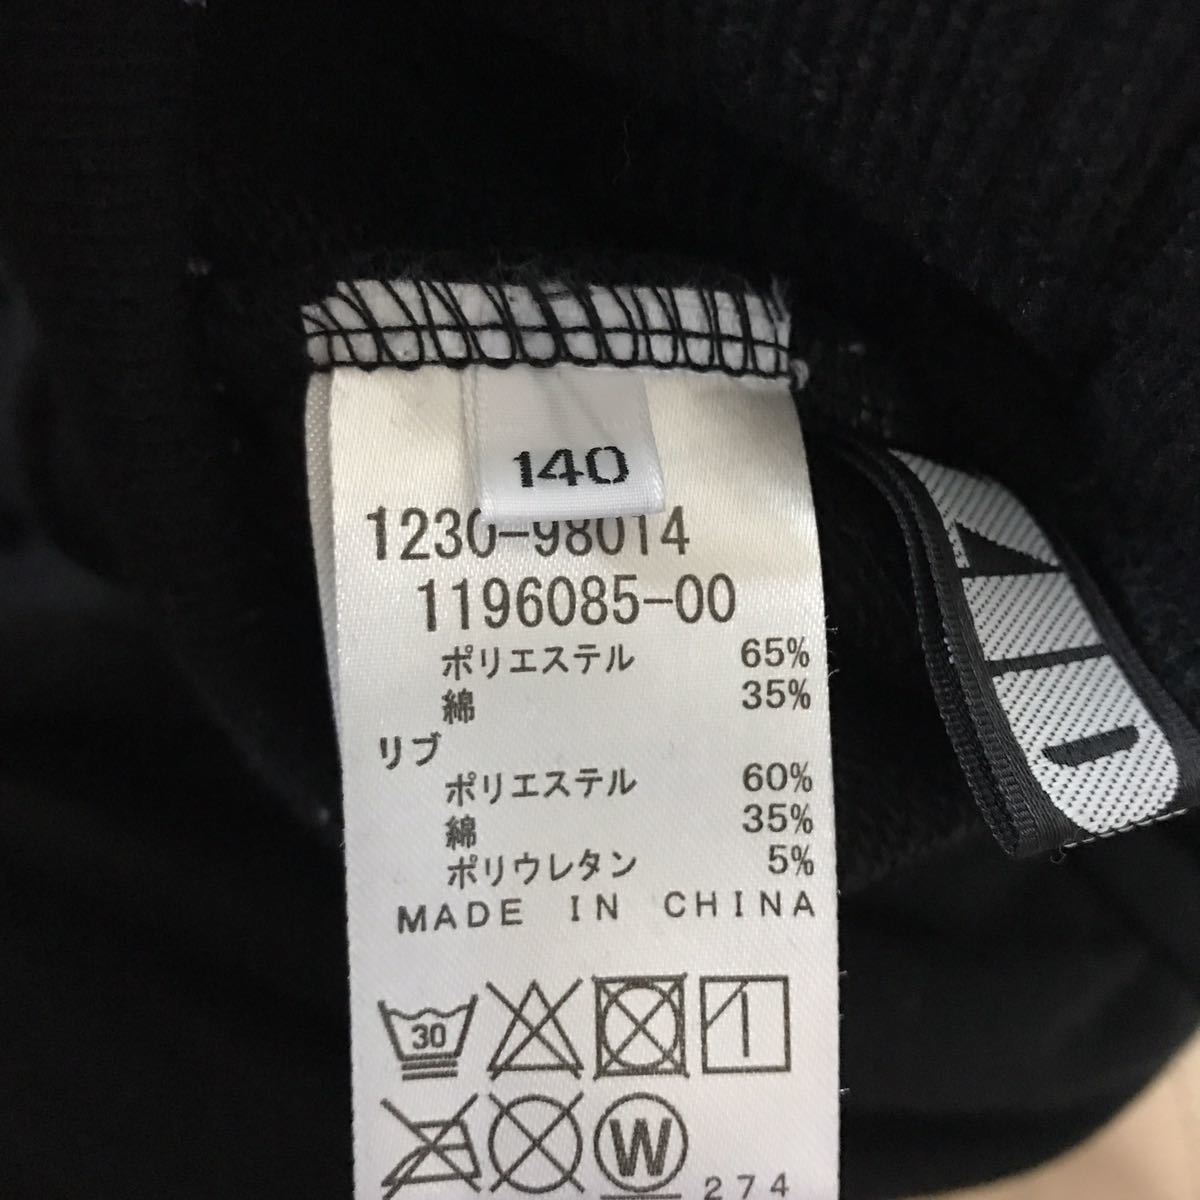 140
1230-98014
1196085-00
ポリエステル 65%
綿 35%
リブ
ポリエステル 60%
綿 35%
ポリウレタン 5%
MADE IN CHINA
30
W
274